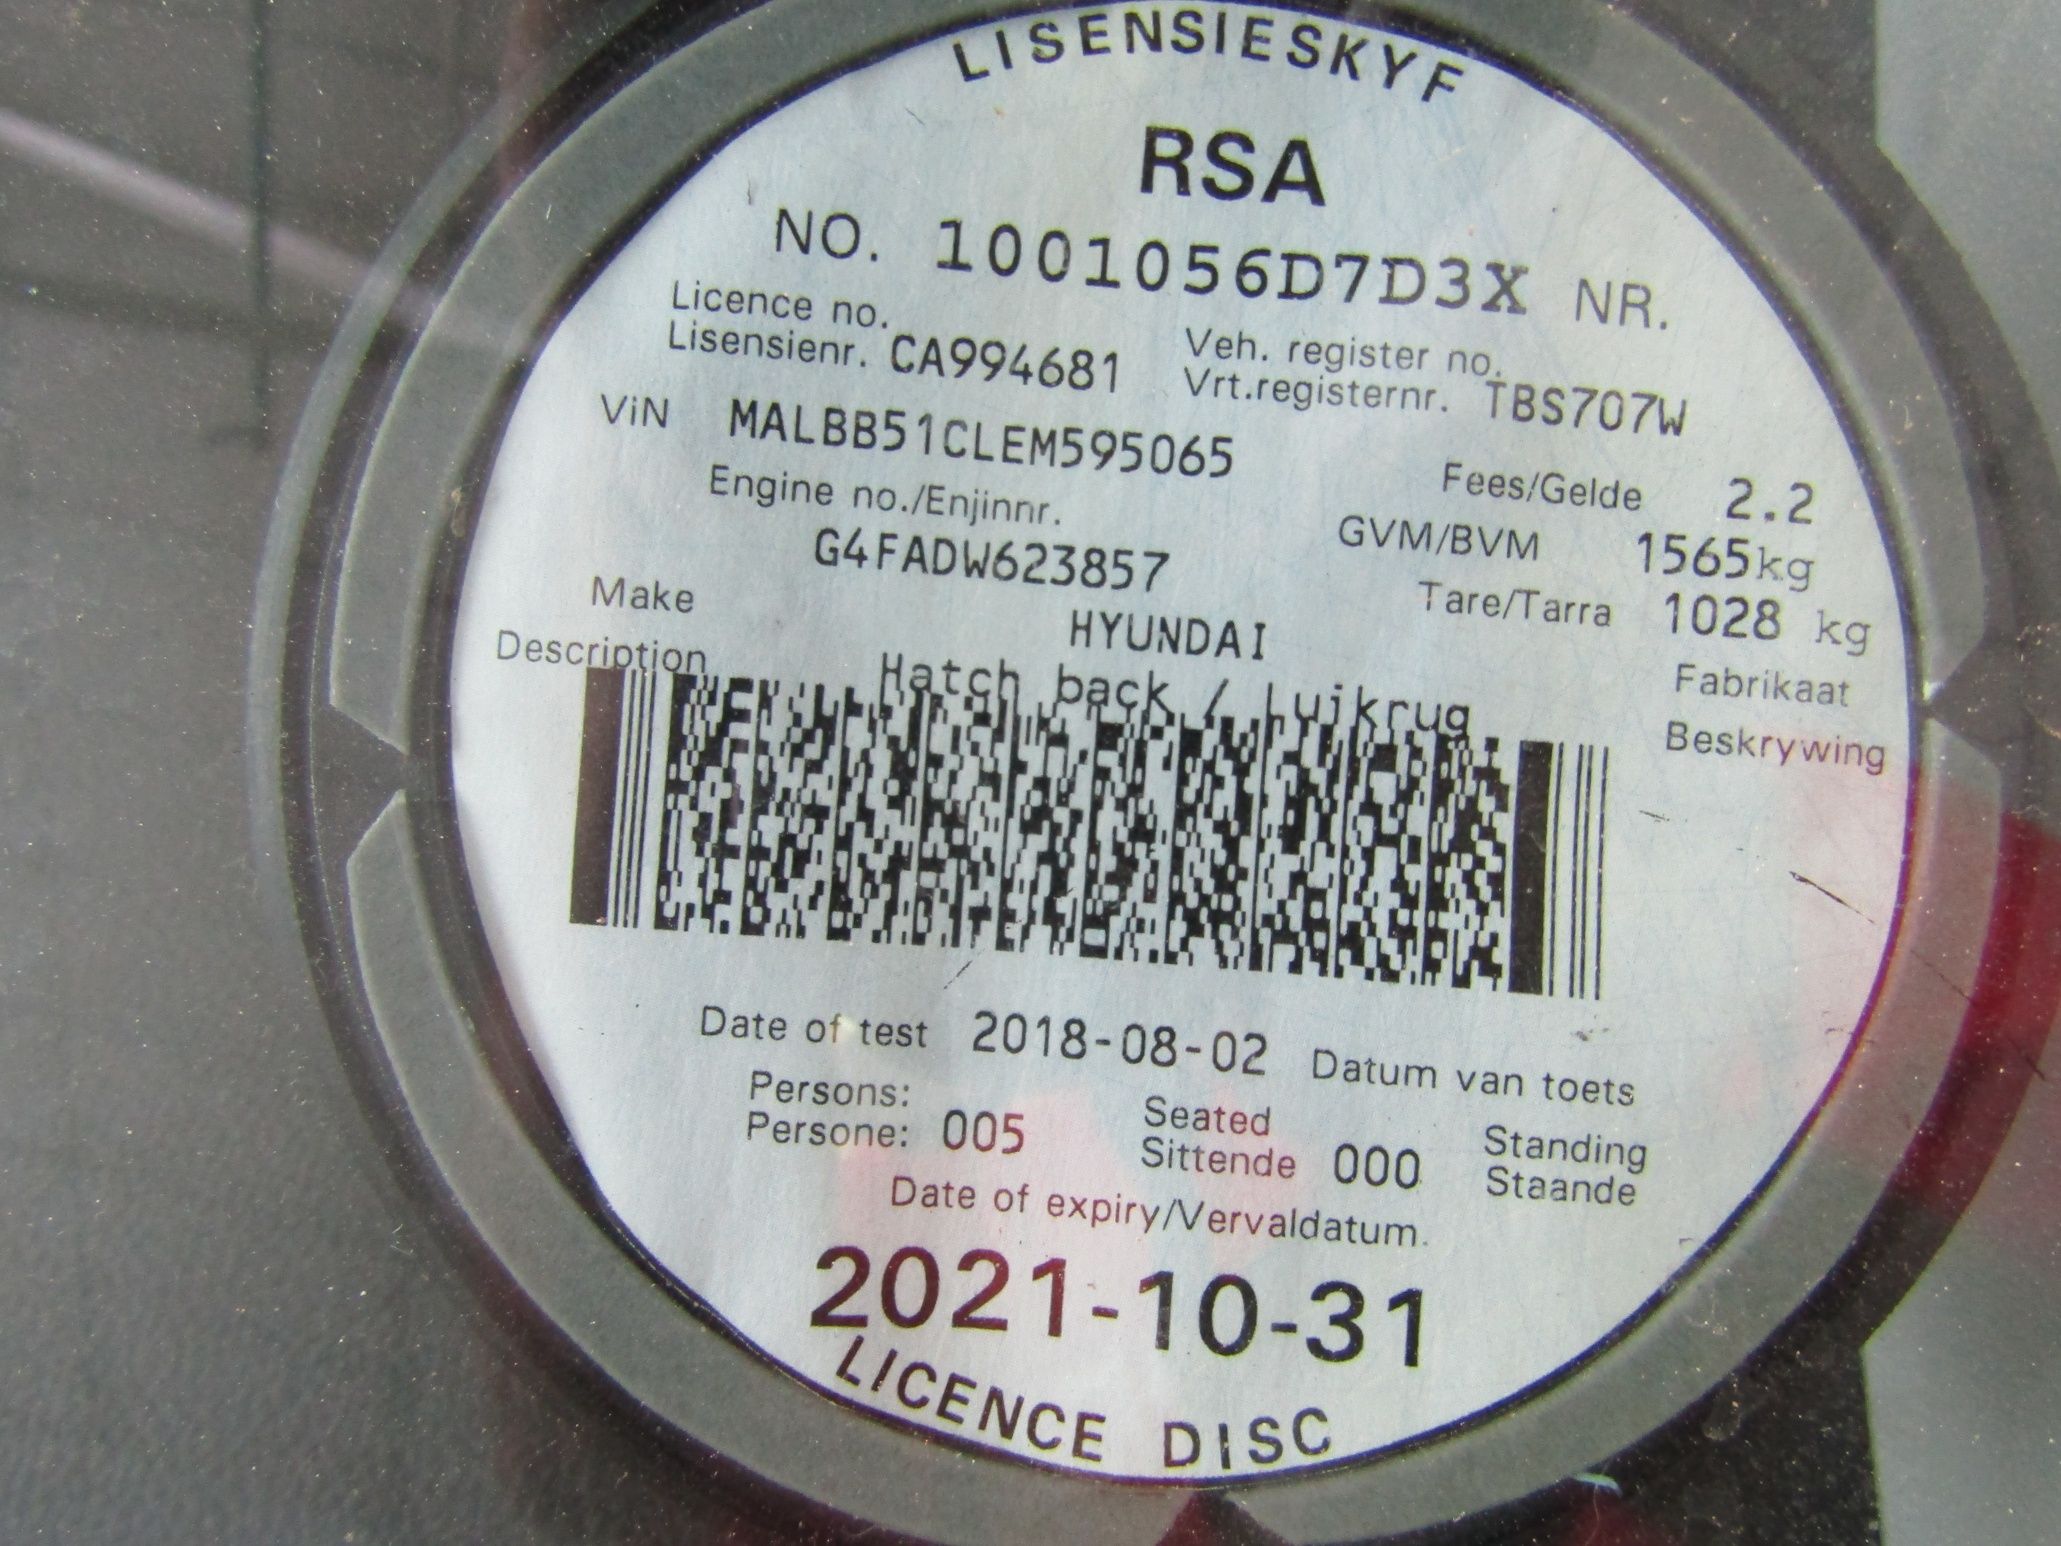 LISENSIESKYF
RSA
NO. 1001056D7D3X NR.
Licence no.
Lisensienr. CA994681
Veh. register no.
Vrt.registernr. TBS707W
ViN MALBB51CLEM595065
Fees/Gelde 2.2
Engine no./Enjinnr.
GVM/BVM 1565kg
G4FADW623857
Tare/Tarra 1028 kg
Make HYUNDAI Fabrikaat
Description Hatch back / Luikrug Beskrywing
Date of test 2018-08-02 Datum van toets
Persons:
Persone: 005
Seated
Sittende 000
Standing
Staande
Date of expiry/Vervaldatum.
2021-10-31
LICENCE DISC